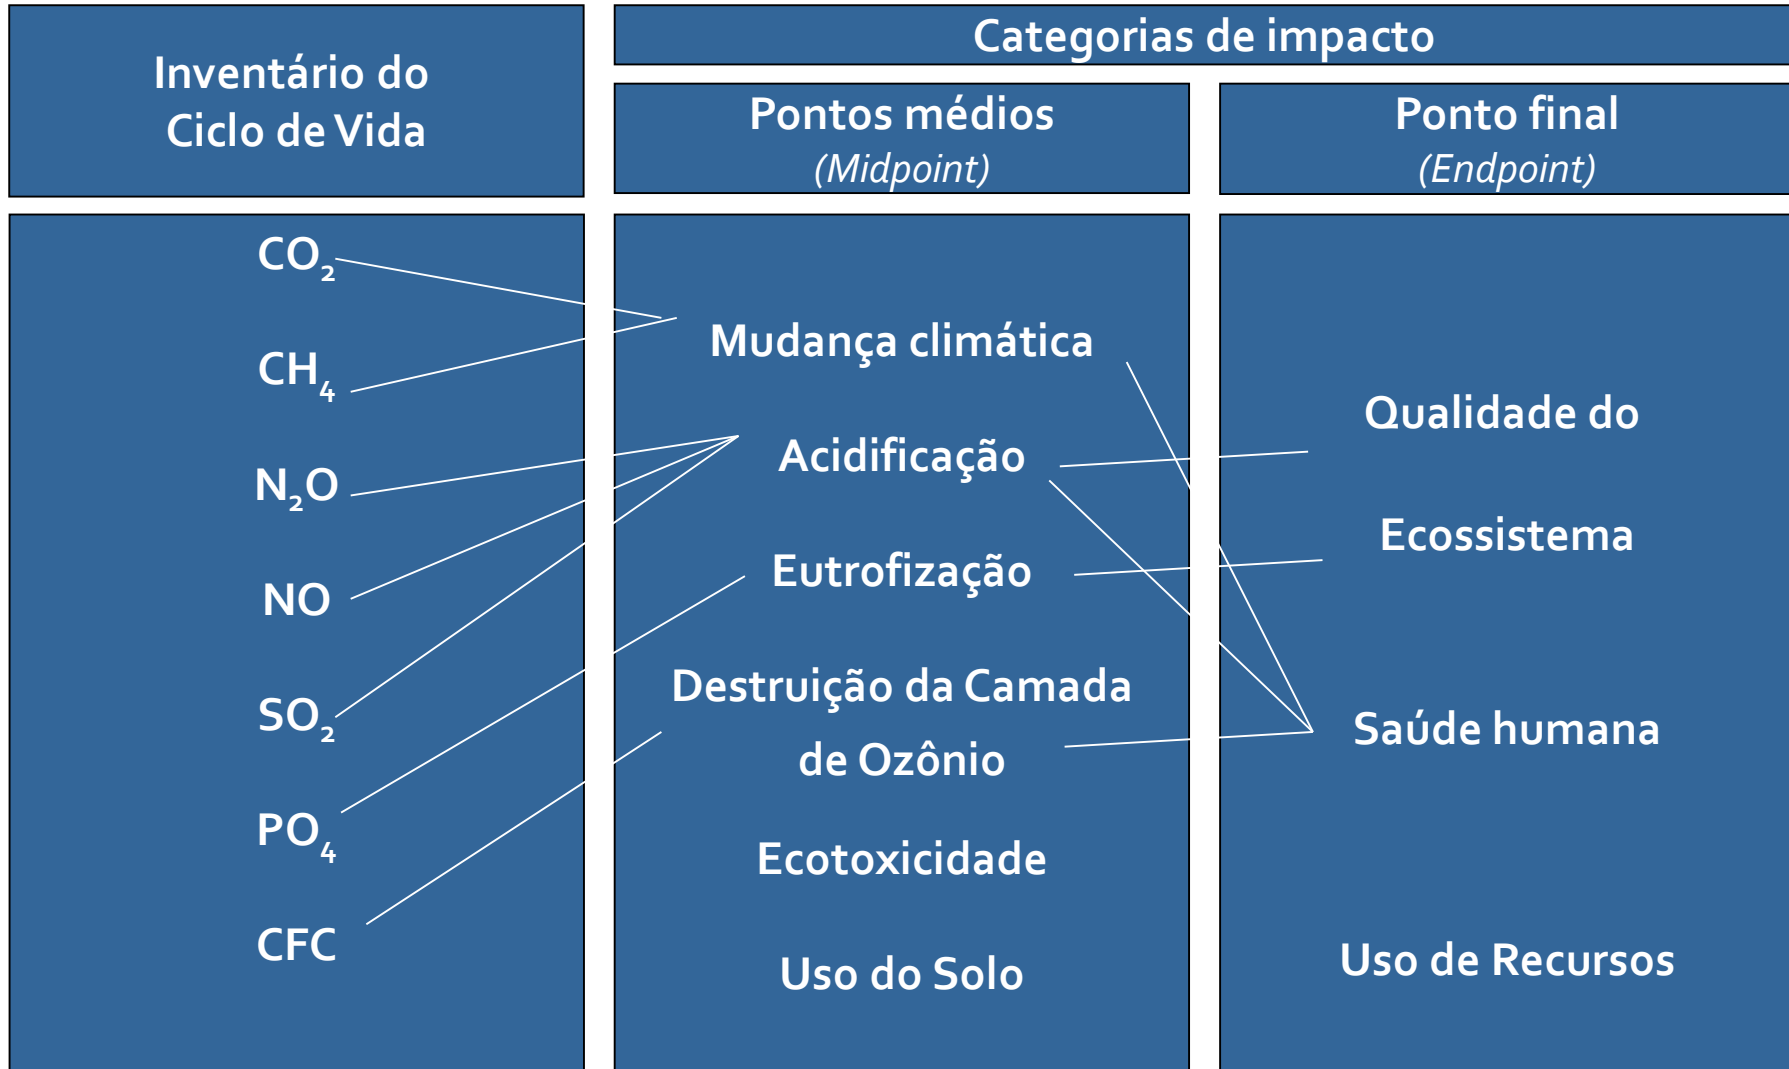 Inventário do
Ciclo de Vida
Categorias de impacto
Pontos médios
(Midpoint)
Ponto final
(Endpoint)
CO₂
CH₄
N₂O
NO
SO₂
PO₄
CFC
Mudança climática
Acidificação
Eutrofização
Destruição da Camada
de Ozônio
Ecotoxicidade
Uso do Solo
Qualidade do
Ecossistema
Saúde humana
Uso de Recursos